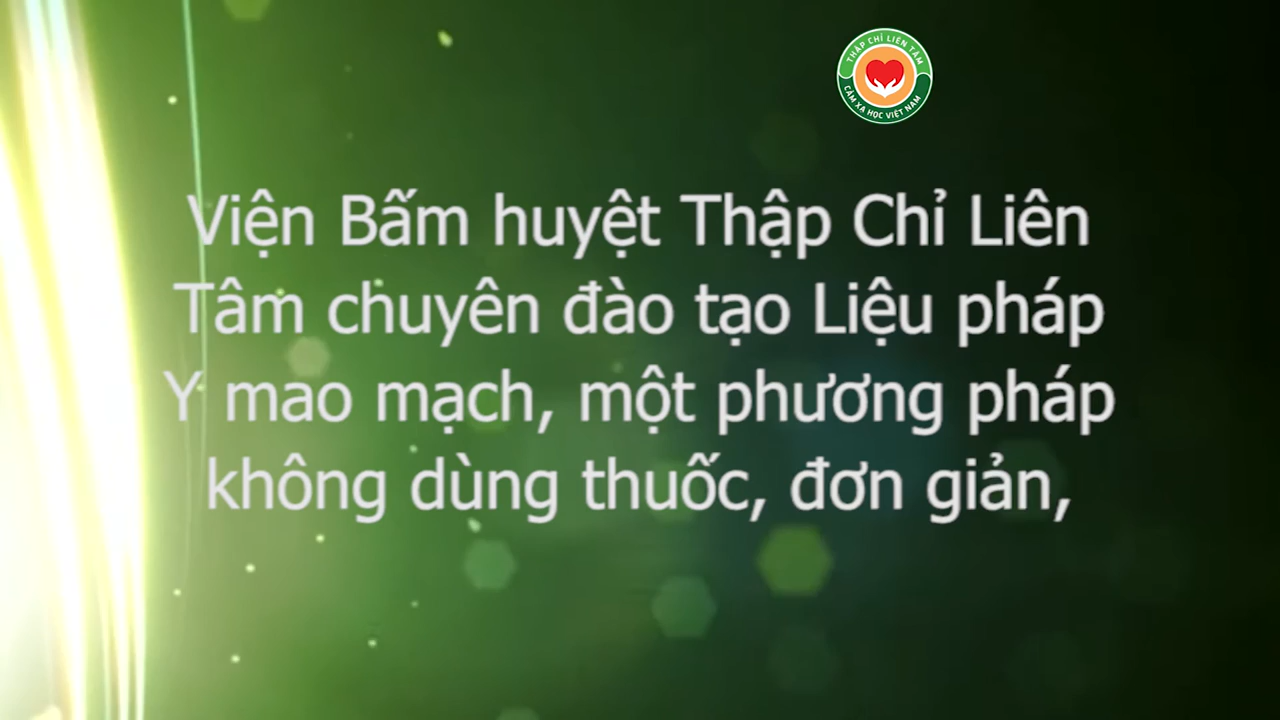 THẬP CHỈ LIÊN TÂM
CẢM XẠ HỌC VIỆT NAM
Viện Bấm huyệt Thập Chỉ Liên
Tâm chuyên đào tạo Liệu pháp
Y mao mạch, một phương pháp
không dùng thuốc, đơn giản,